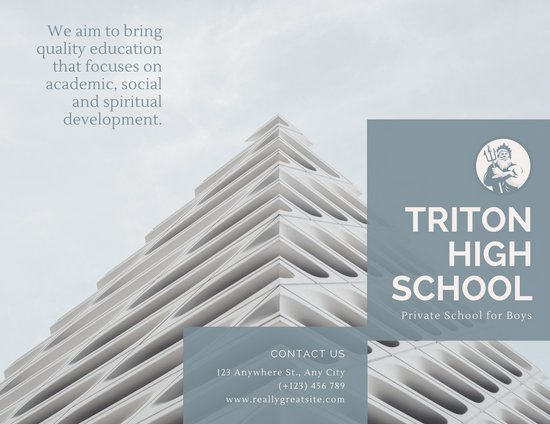 We aim to bring
quality education
that focuses on
academic, social
and spiritual
development.
TRITON
HIGH
SCHOOL
Private School for Boys
CONTACT US
123 Anywhere St., Any City
(+123) 456 789
www.reallygreatsite.com